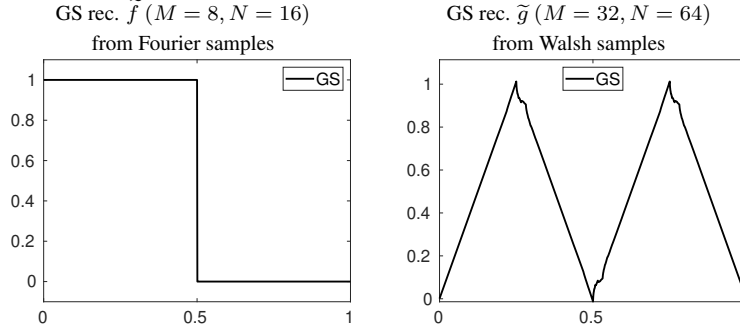 GS rec. f̃ (M = 8, N = 16)
from Fourier samples
GS
1
0.8
0.6
0.4
0.2
0
0
0.5
1
GS rec. g̃ (M = 32, N = 64)
from Walsh samples
GS
1
0.8
0.6
0.4
0.2
0
0
0.5